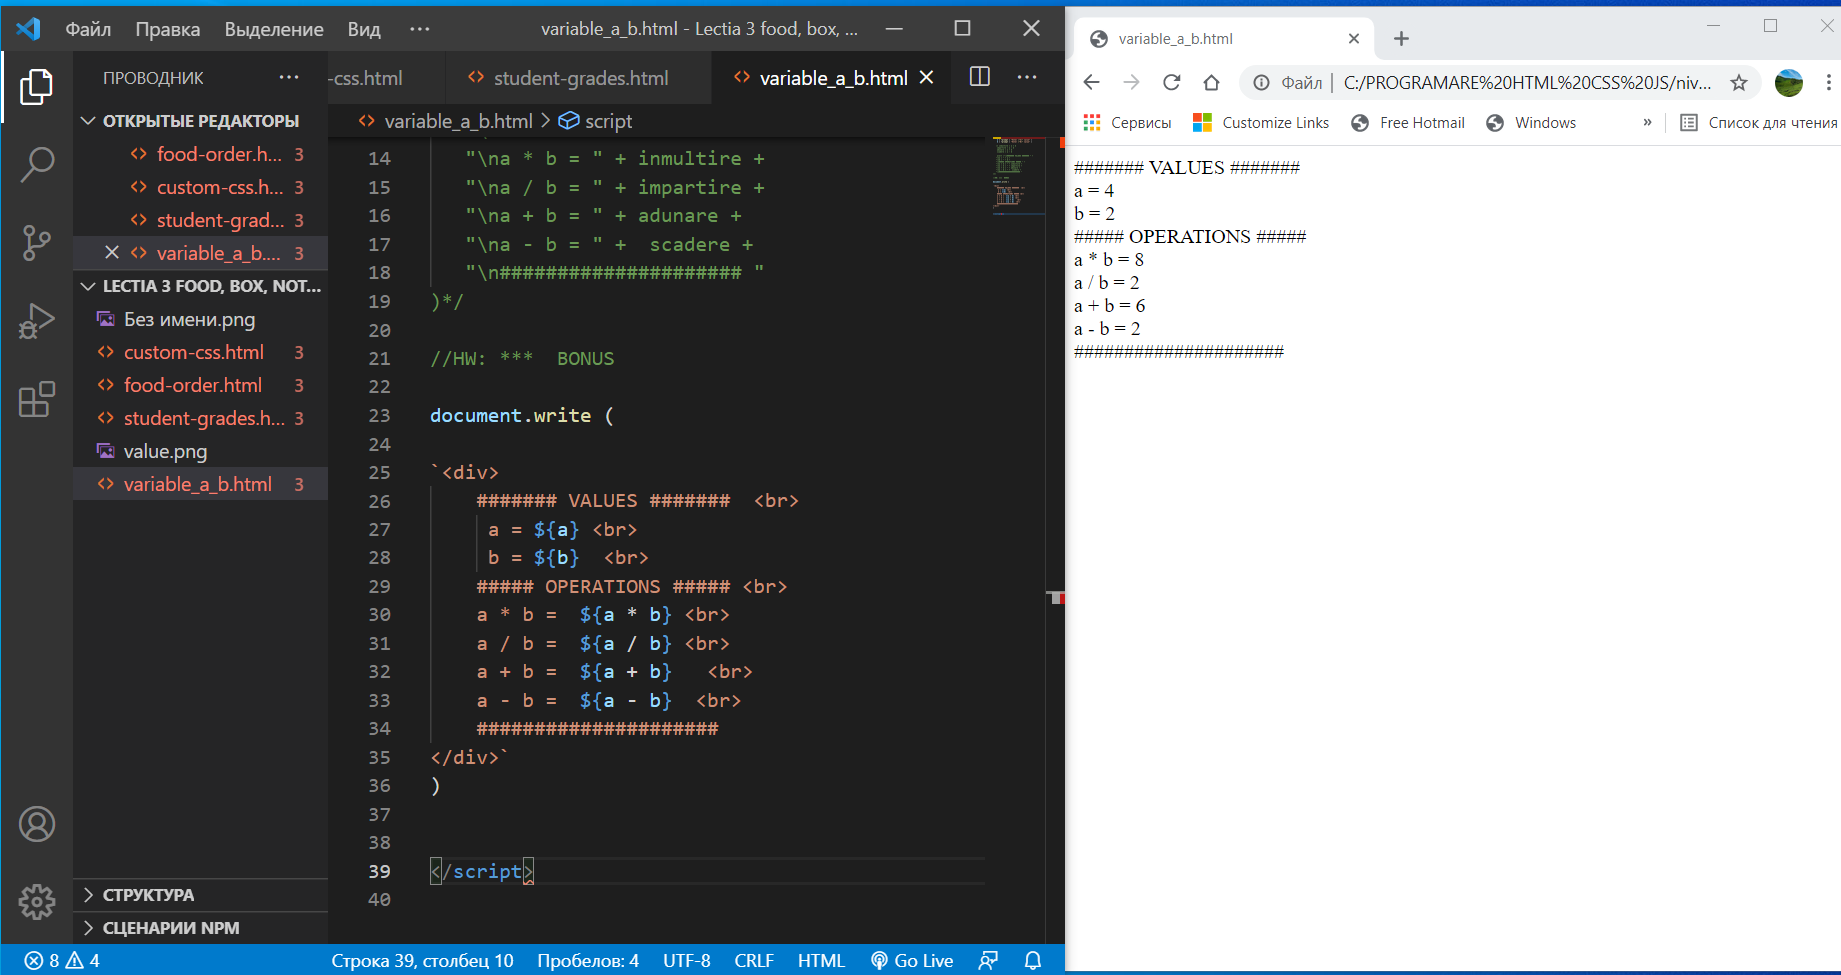 Файл Правка Выделение Вид ··· variable_a_b.html - Lectia 3 food, box, ...
ПРОВОДНИК ···
ОТКРЫТЫЕ РЕДАКТОРЫ
food-order.h... 3
custom-css.h... 3
student-grad... 3
variable_a_b.... 3
LECTIA 3 FOOD, BOX, NOT...
Без имени.png
custom-css.html 3
food-order.html 3
student-grades.h... 3
value.png
variable_a_b.html 3
СТРУКТУРА
СЦЕНАРИИ NPM
-css.html student-grades.html variable_a_b.html
variable_a_b.html > script
14 "\na * b = " + inmultire +
15 "\na / b = " + impartire +
16 "\na + b = " + adunare +
17 "\na - b = " +  scadere +
18 "\n##################### "
19 )*/
20
21 //HW: ***  BONUS
22
23 document.write (
24
25 `<div>
26 ####### VALUES #######  <br>
27 a = ${a} <br>
28 b = ${b}  <br>
29 ##### OPERATIONS ##### <br>
30 a * b =  ${a * b} <br>
31 a / b =  ${a / b} <br>
32 a + b =  ${a + b}   <br>
33 a - b =  ${a - b}  <br>
34 #####################
35 </div>`
36 )
37
38
39 </script>
40
8 4 Строка 39, столбец 10 Пробелов: 4 UTF-8 CRLF HTML Go Live
variable_a_b.html
Файл | C:/PROGRAMARE%20HTML%20CSS%20JS/niv...
Сервисы Customize Links Free Hotmail Windows » Список для чтения
####### VALUES #######
a = 4
b = 2
##### OPERATIONS #####
a * b = 8
a / b = 2
a + b = 6
a - b = 2
#####################